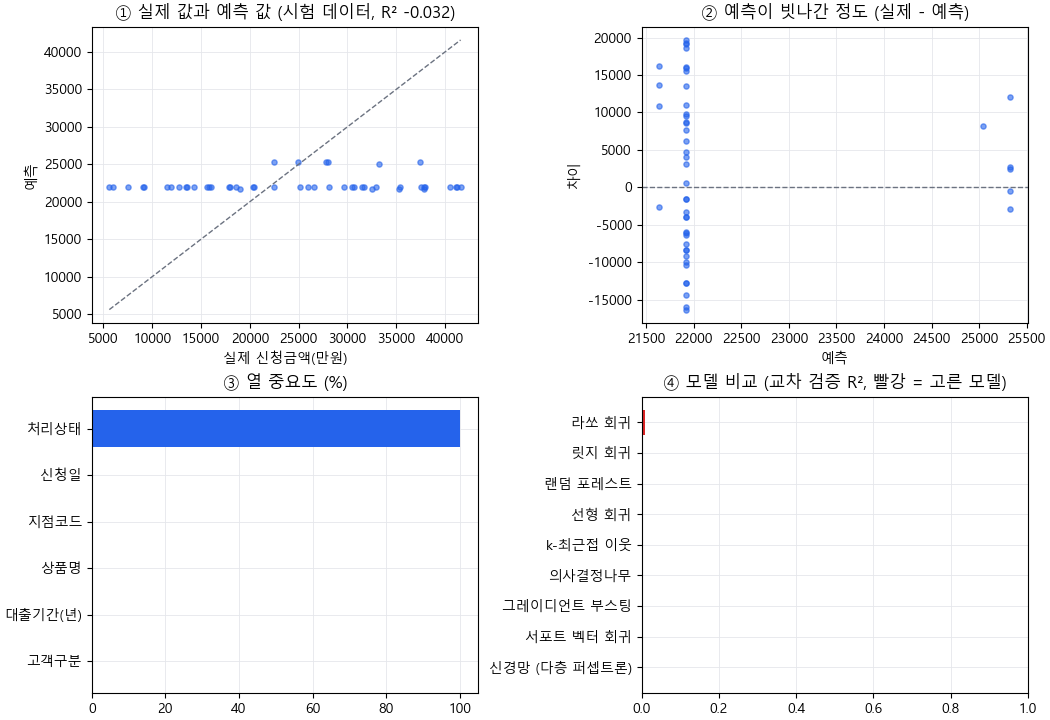 ① 실제 값과 예측 값 (시험 데이터, R² -0.032)
예측
40000
35000
30000
25000
20000
15000
10000
5000
5000 10000 15000 20000 25000 30000 35000 40000
실제 신청금액(만원)
② 예측이 빗나간 정도 (실제 - 예측)
차이
20000
15000
10000
5000
0
-5000
-10000
-15000
21500 22000 22500 23000 23500 24000 24500 25000 25500
예측
③ 열 중요도 (%)
처리상태
신청일
지점코드
상품명
대출기간(년)
고객구분
0 20 40 60 80 100
④ 모델 비교 (교차 검증 R², 빨강 = 고른 모델)
라쏘 회귀
릿지 회귀
랜덤 포레스트
선형 회귀
k-최근접 이웃
의사결정나무
그레이디언트 부스팅
서포트 벡터 회귀
신경망 (다층 퍼셉트론)
0.0 0.2 0.4 0.6 0.8 1.0